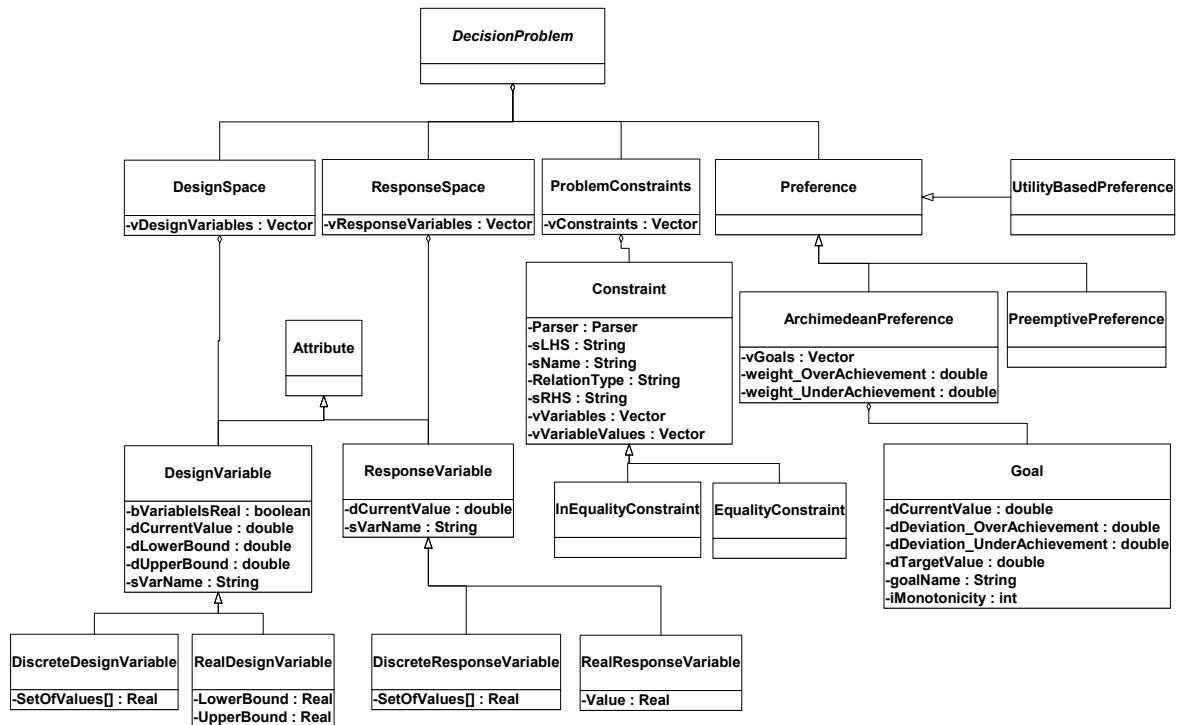 DecisionProblem
DesignSpace
-vDesignVariables : Vector
ResponseSpace
-vResponseVariables : Vector
ProblemConstraints
-vConstraints : Vector
Preference
UtilityBasedPreference
Attribute
Constraint
-Parser : Parser
-sLHS : String
-sName : String
-RelationType : String
-sRHS : String
-vVariables : Vector
-vVariableValues : Vector
ArchimedeanPreference
-vGoals : Vector
-weight_OverAchievement : double
-weight_UnderAchievement : double
PreemptivePreference
DesignVariable
-bVariableIsReal : boolean
-dCurrentValue : double
-dLowerBound : double
-dUpperBound : double
-sVarName : String
ResponseVariable
-dCurrentValue : double
-sVarName : String
InEqualityConstraint
EqualityConstraint
Goal
-dCurrentValue : double
-dDeviation_OverAchievement : double
-dDeviation_UnderAchievement : double
-dTargetValue : double
-goalName : String
-iMonotonicity : int
DiscreteDesignVariable
-SetOfValues[] : Real
RealDesignVariable
-LowerBound : Real
-UpperBound : Real
DiscreteResponseVariable
-SetOfValues[] : Real
RealResponseVariable
-Value : Real